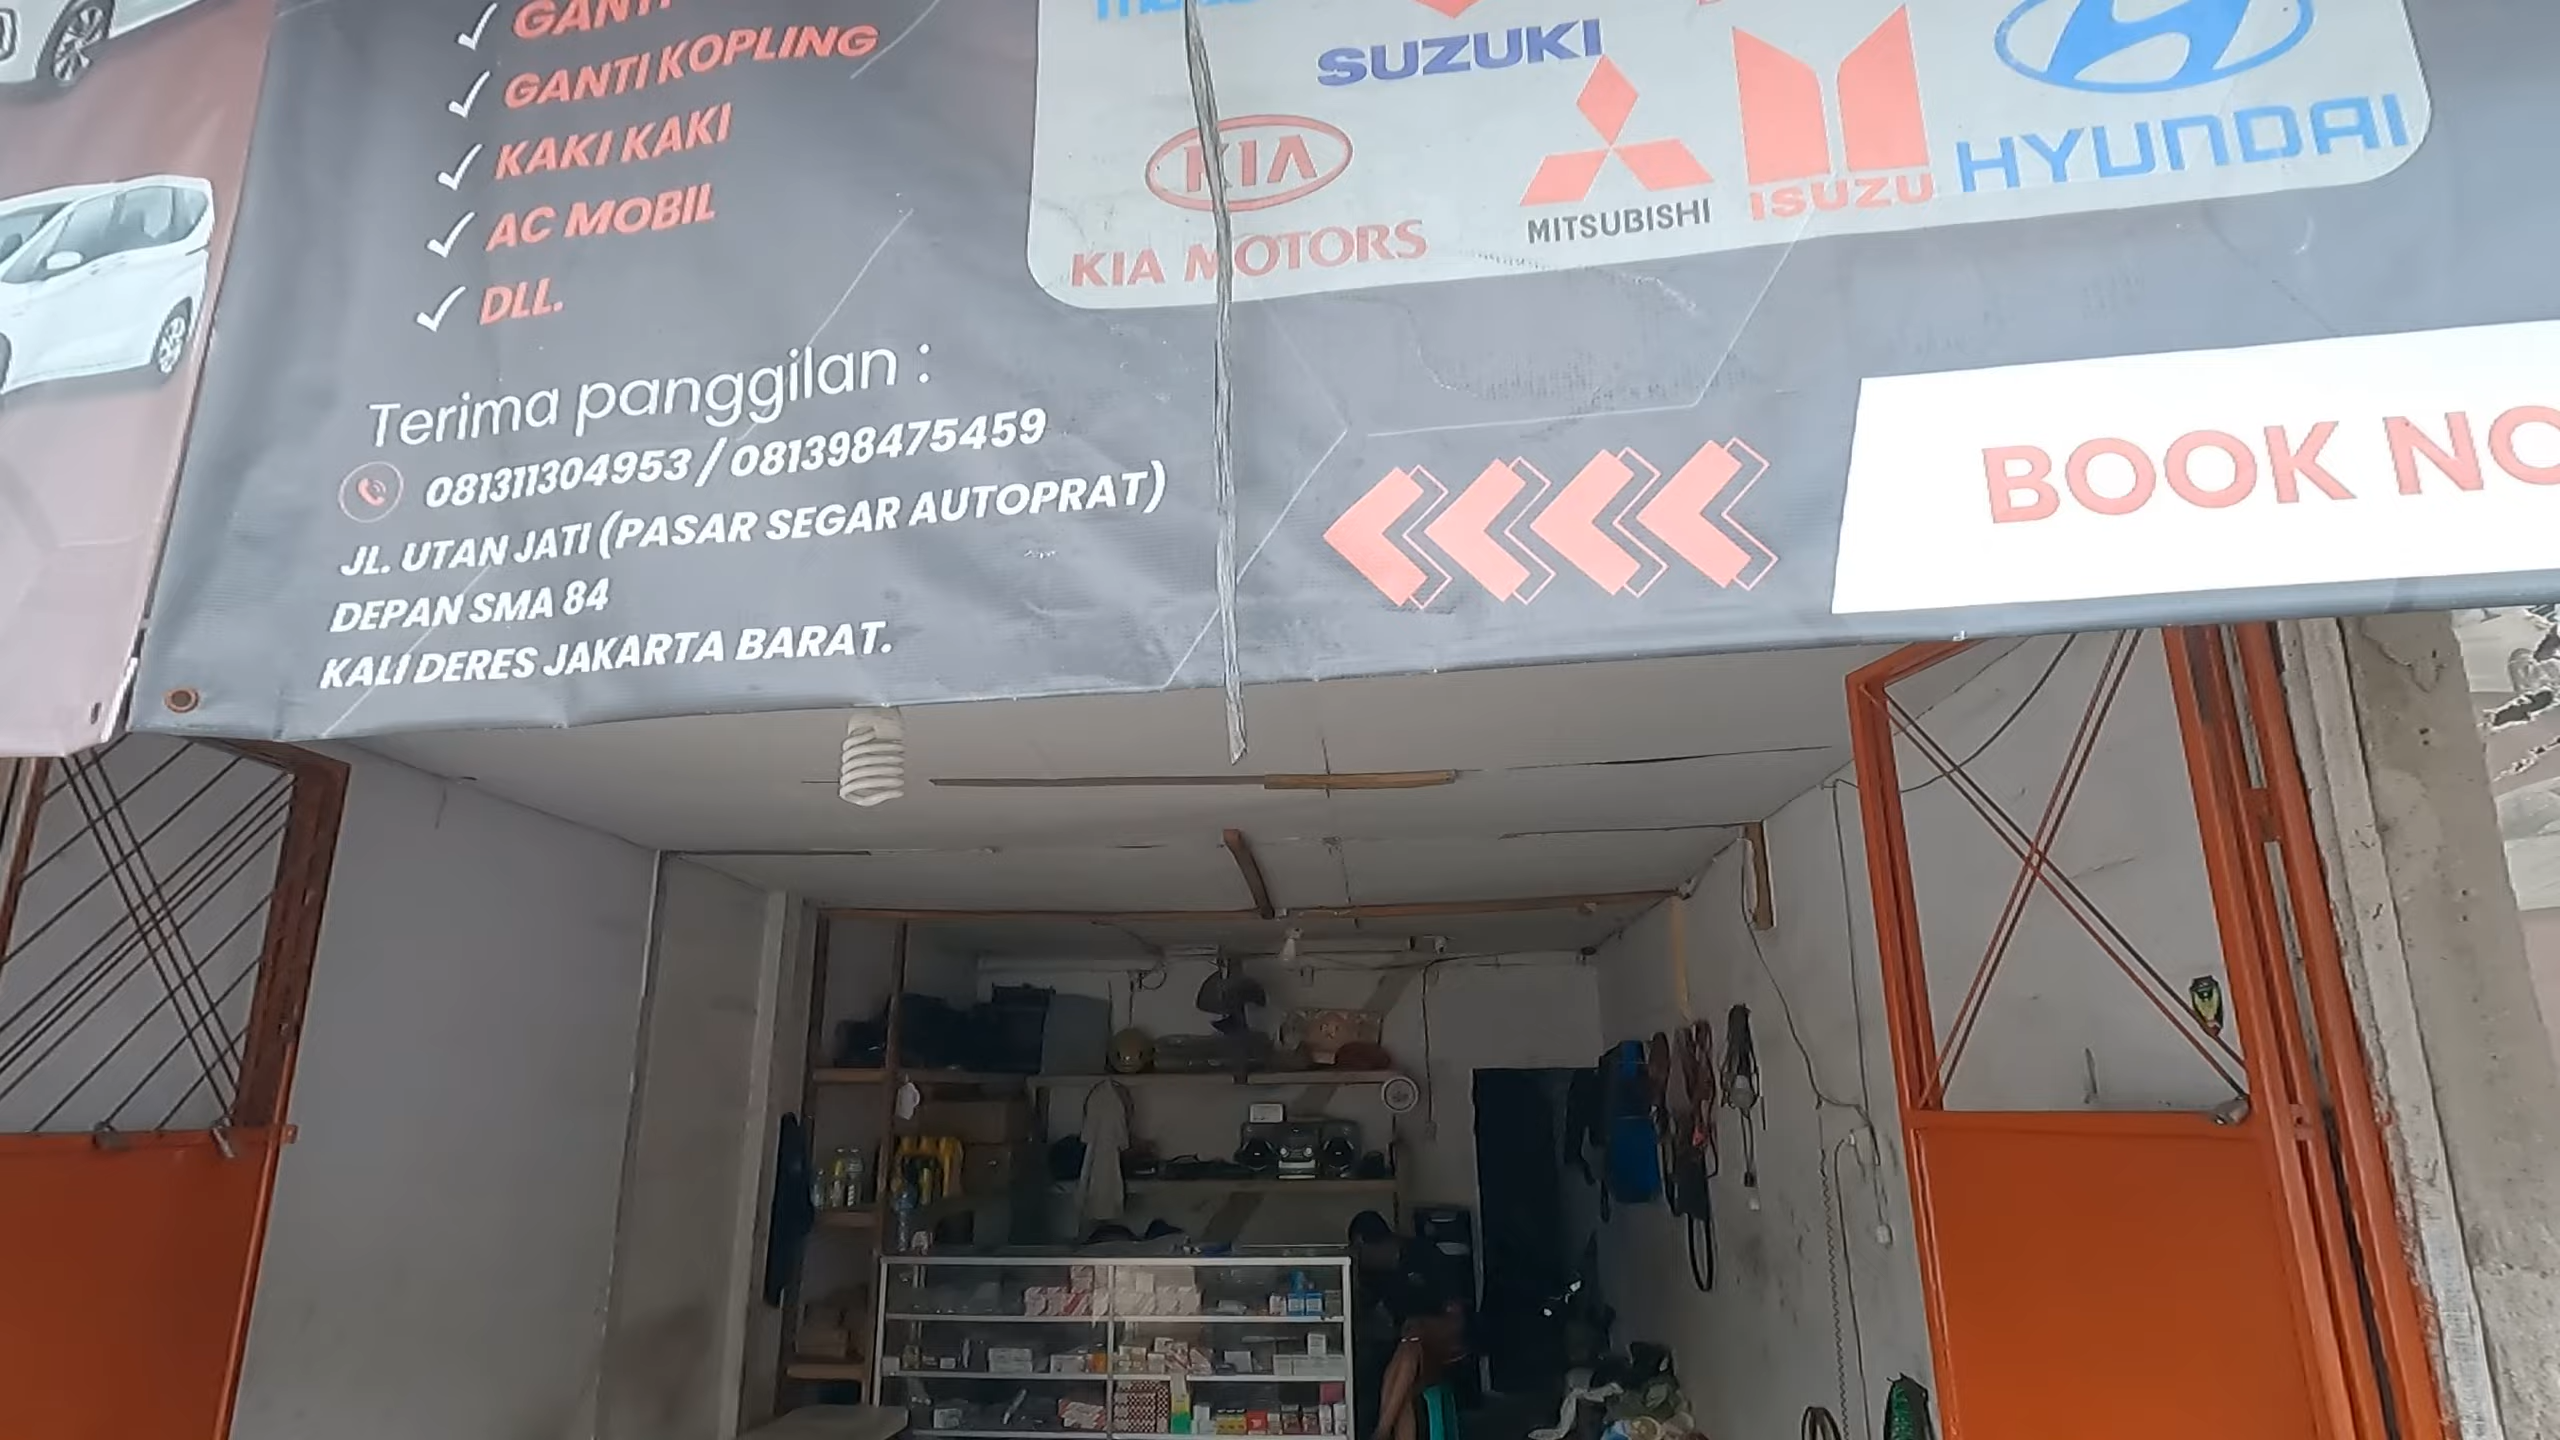 GANTI
GANTI KOPLING
KAKI KAKI
AC MOBIL
DLL.
Terima panggilan :
081311304953 / 081398475459
JL. UTAN JATI (PASAR SEGAR AUTOPRAT)
DEPAN SMA 84
KALI DERES JAKARTA BARAT.
SUZUKI
KIA
KIA MOTORS
MITSUBISHI
ISUZU
HYUNDAI
BOOK NO